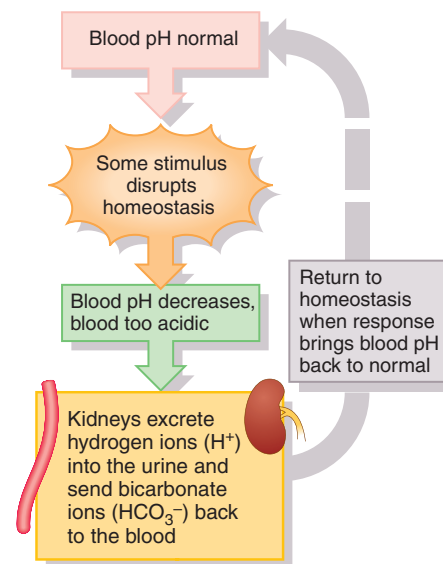 Blood pH normal
Some stimulus
disrupts
homeostasis
Blood pH decreases,
blood too acidic
Kidneys excrete
hydrogen ions (H⁺)
into the urine and
send bicarbonate
ions (HCO₃⁻) back
to the blood
Return to
homeostasis
when response
brings blood pH
back to normal